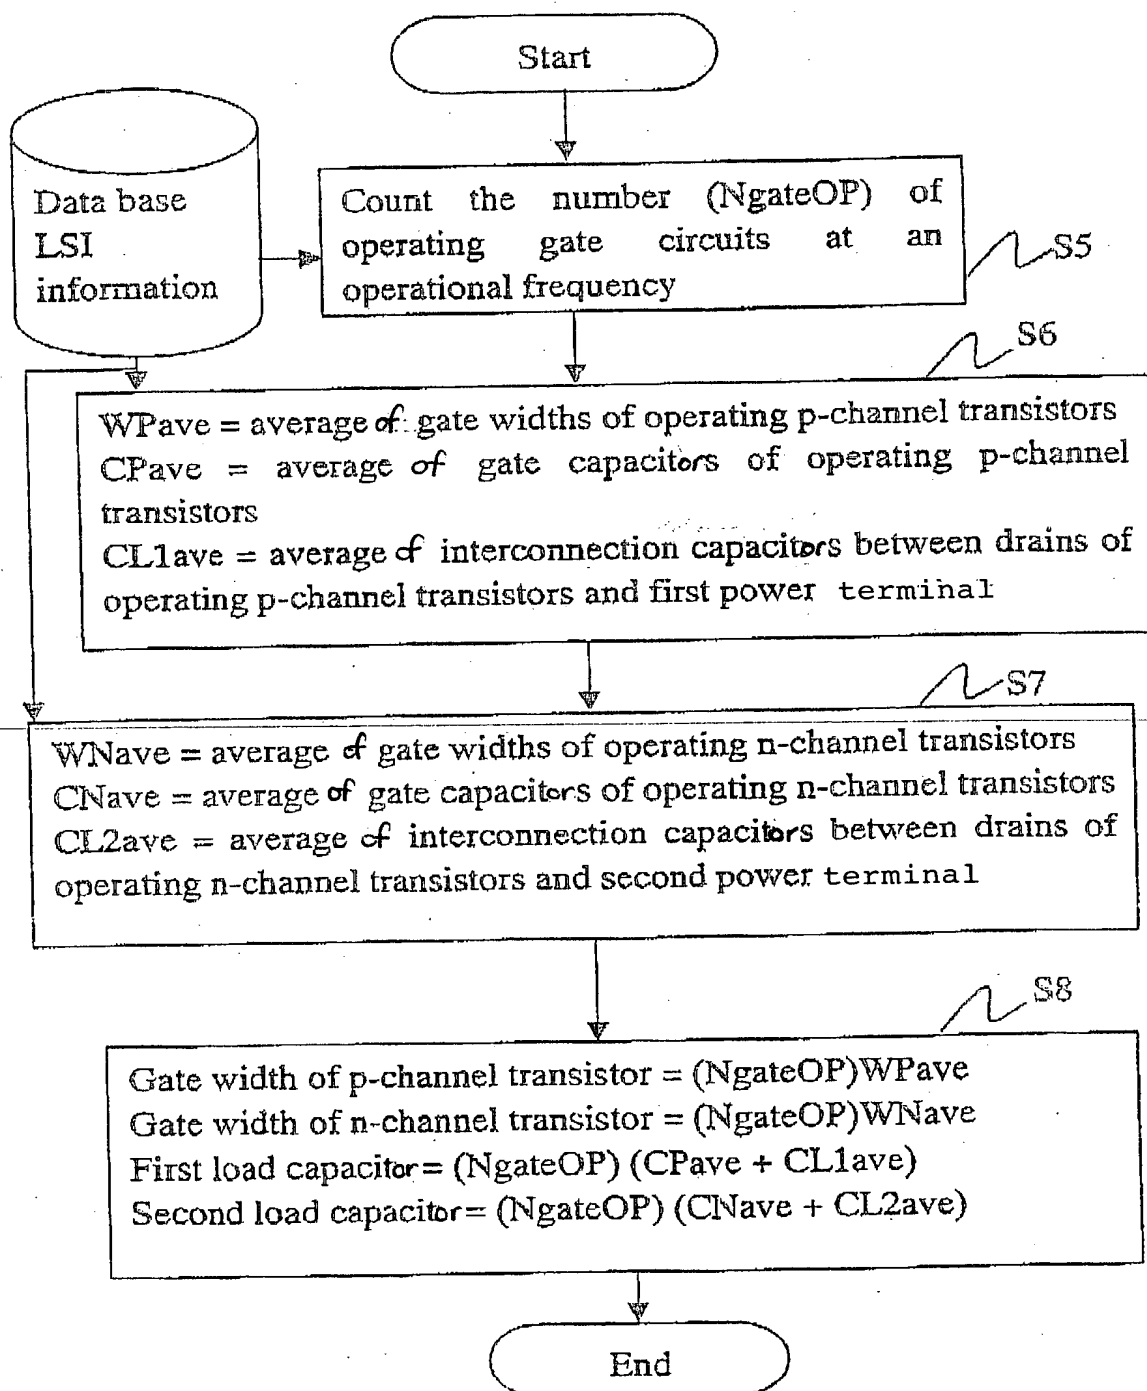 Start
Data base
LSI
information
Count the number (NgateOP) of
operating gate circuits at an
operational frequency
S5
S6
WPave = average of gate widths of operating p-channel transistors
CPave = average of gate capacitors of operating p-channel
transistors
CL1ave = average of interconnection capacitors between drains of
operating p-channel transistors and first power terminal
S7
WNave = average of gate widths of operating n-channel transistors
CNave = average of gate capacitors of operating n-channel transistors
CL2ave = average of interconnection capacitors between drains of
operating n-channel transistors and second power terminal
S8
Gate width of p-channel transistor = (NgateOP)WPave
Gate width of n-channel transistor = (NgateOP)WNave
First load capacitor= (NgateOP) (CPave + CL1ave)
Second load capacitor= (NgateOP) (CNave + CL2ave)
End